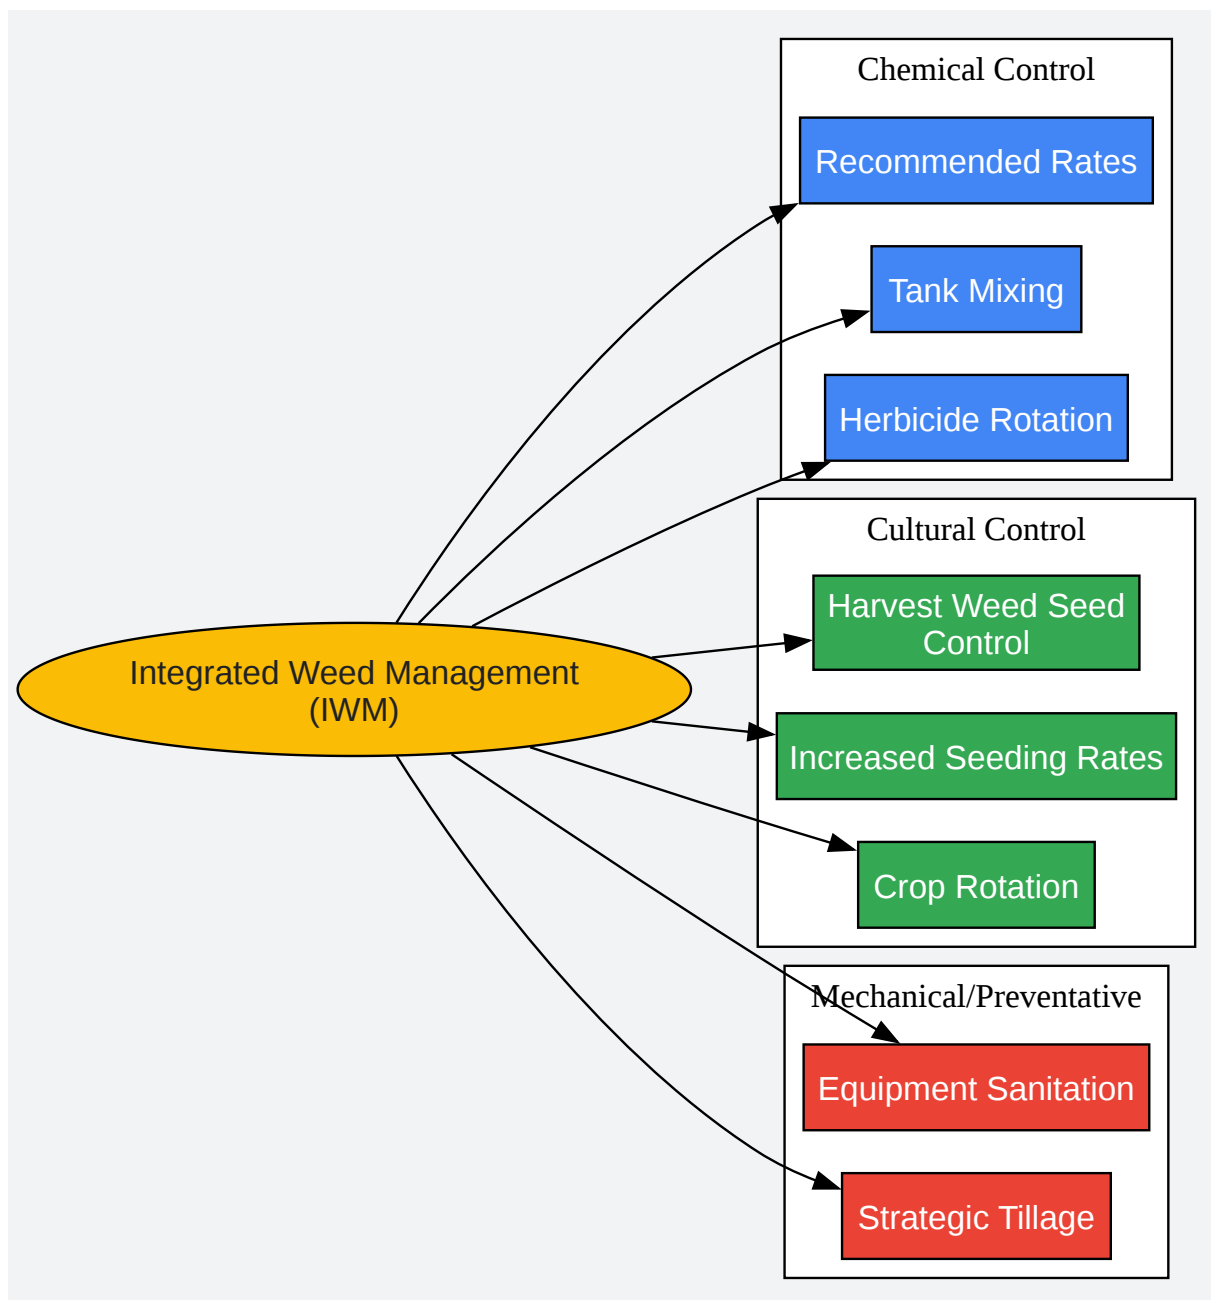 Chemical Control
Recommended Rates
Tank Mixing
Herbicide Rotation
Cultural Control
Harvest Weed Seed
Control
Integrated Weed Management
(IWM)
Increased Seeding Rates
Crop Rotation
Mechanical/Preventative
Equipment Sanitation
Strategic Tillage